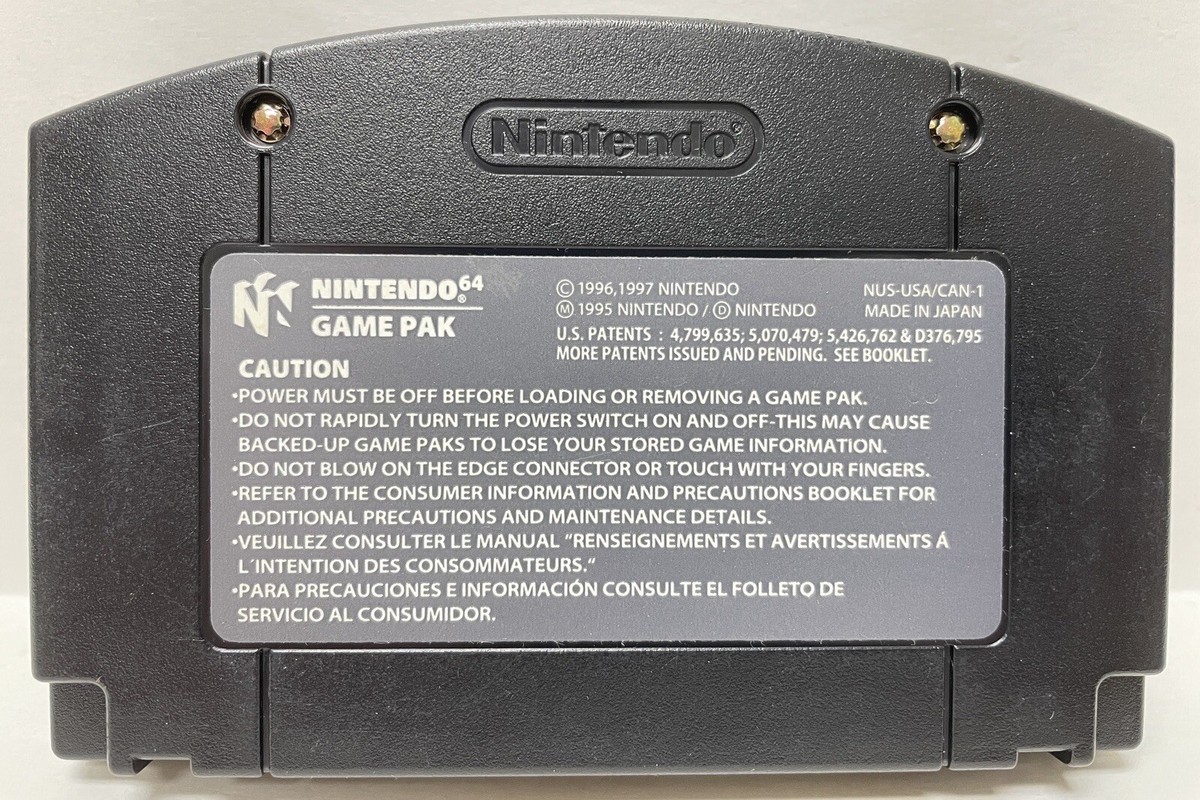 Nintendo®
NINTENDO®64
GAME PAK
©1996,1997 NINTENDO
Ⓜ1995 NINTENDO / Ⓓ NINTENDO
NUS-USA/CAN-1
MADE IN JAPAN
U.S. PATENTS : 4,799,635; 5,070,479; 5,426,762 & D376,795
MORE PATENTS ISSUED AND PENDING. SEE BOOKLET.
CAUTION
•POWER MUST BE OFF BEFORE LOADING OR REMOVING A GAME PAK.
•DO NOT RAPIDLY TURN THE POWER SWITCH ON AND OFF-THIS MAY CAUSE
BACKED-UP GAME PAKS TO LOSE YOUR STORED GAME INFORMATION.
•DO NOT BLOW ON THE EDGE CONNECTOR OR TOUCH WITH YOUR FINGERS.
•REFER TO THE CONSUMER INFORMATION AND PRECAUTIONS BOOKLET FOR
ADDITIONAL PRECAUTIONS AND MAINTENANCE DETAILS.
•VEUILLEZ CONSULTER LE MANUAL "RENSEIGNEMENTS ET AVERTISSEMENTS Á
L´INTENTION DES CONSOMMATEURS."
•PARA PRECAUCIONES E INFORMACIÓN CONSULTE EL FOLLETO DE
SERVICIO AL CONSUMIDOR.